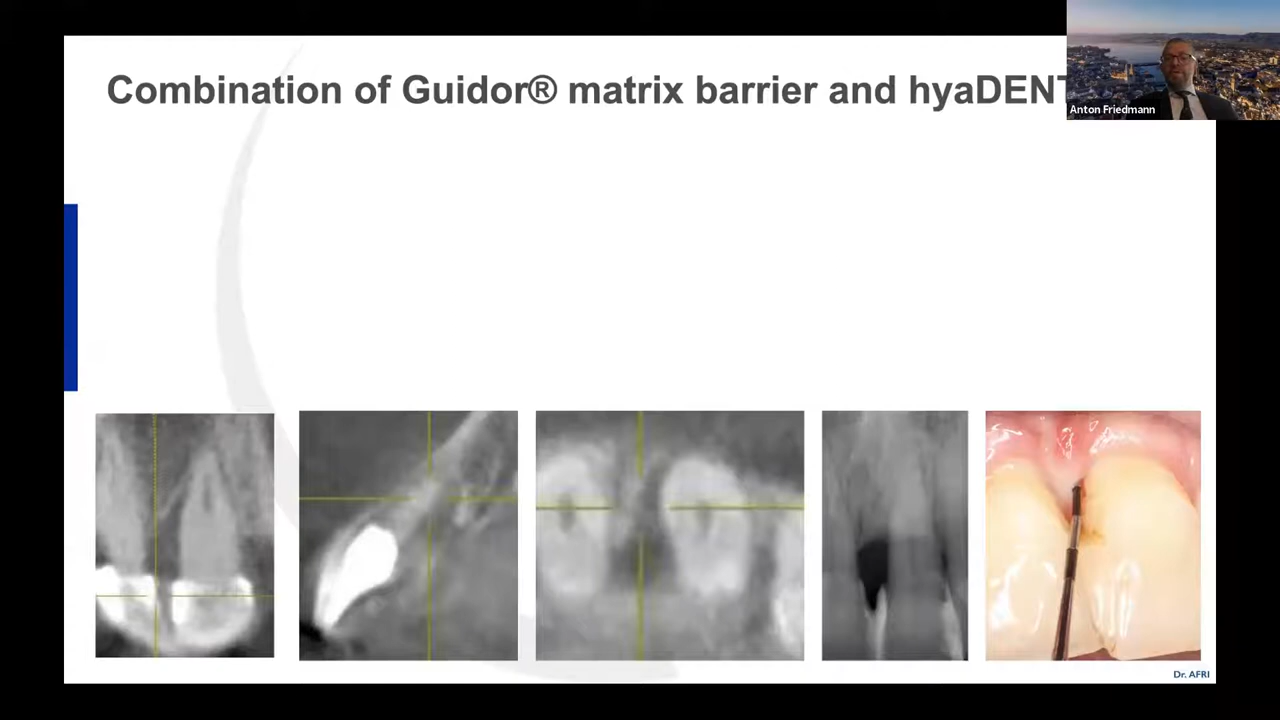 Combination of Guidor® matrix barrier and hyaDENT
Anton Friedmann
Dr. AFRI